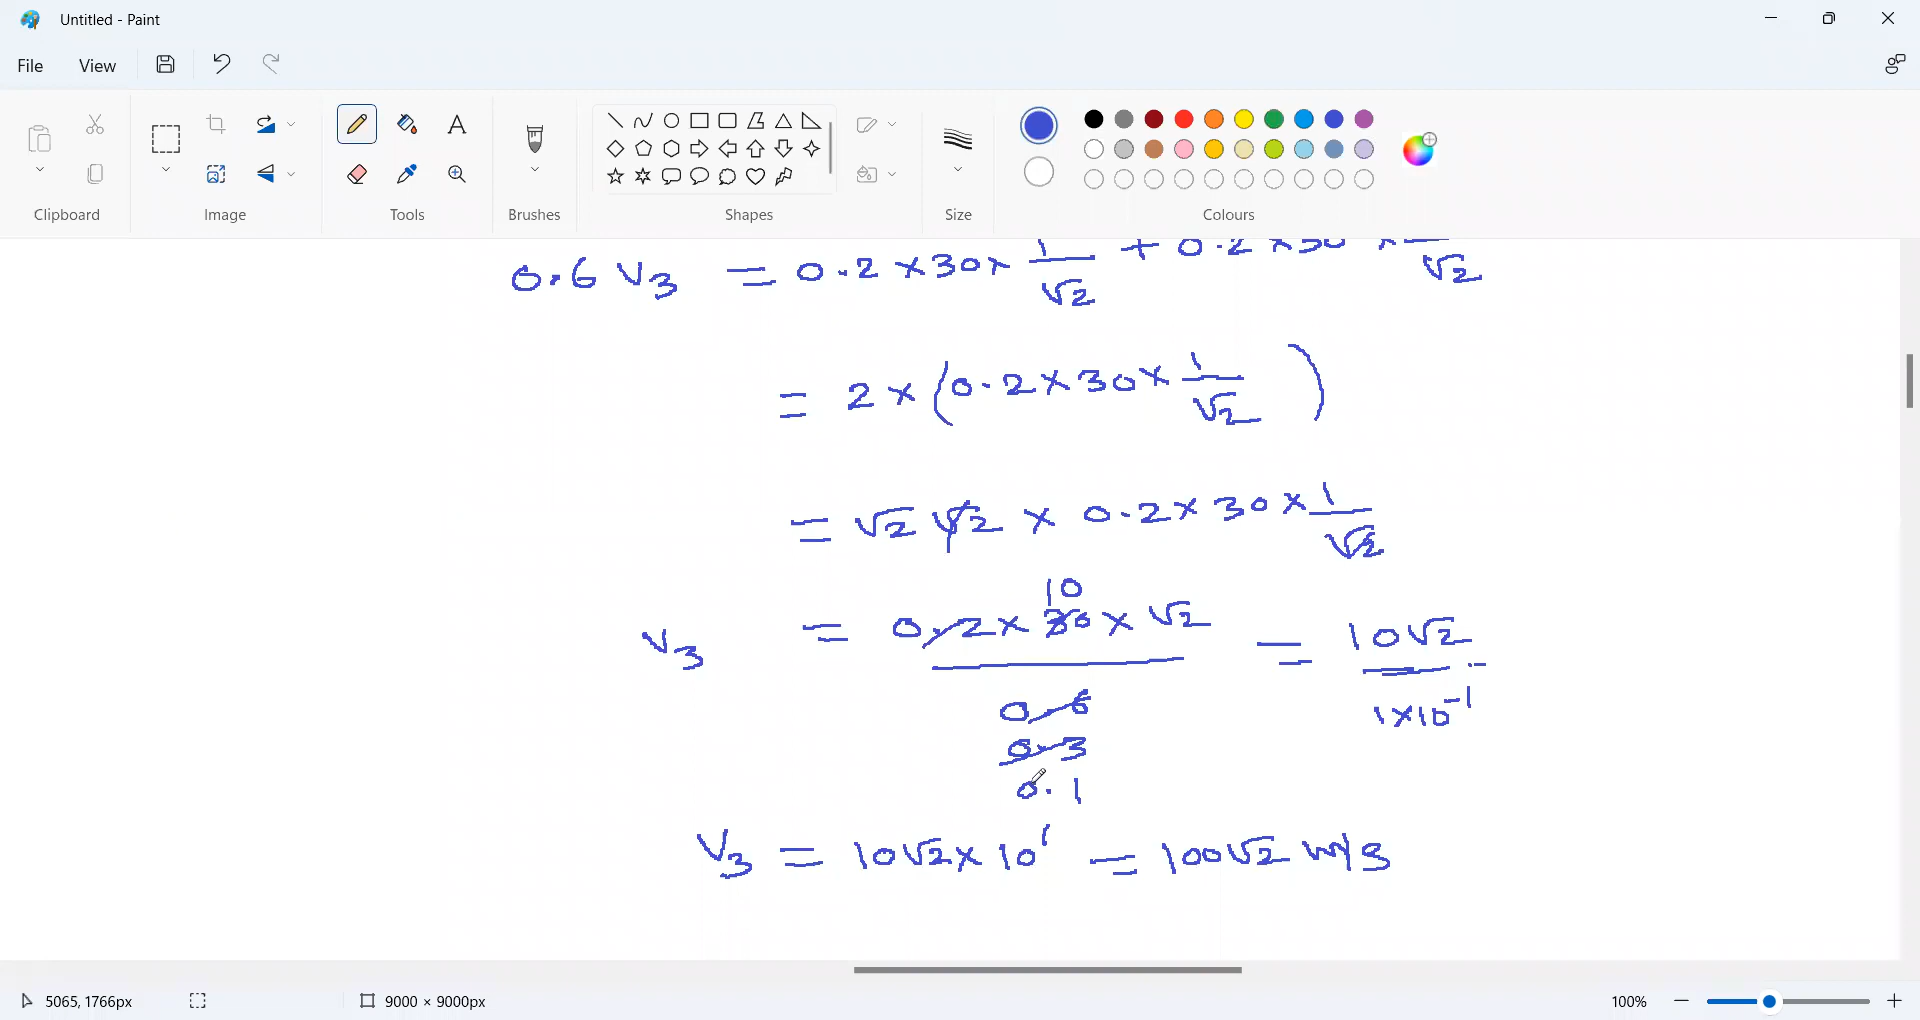 Untitled - Paint
File View
Clipboard
Image
Tools
Brushes
Shapes
Size
Colours
0.6 V₃ = 0.2 × 30 × 1/√2 + 0.2 × 30 × 1/√2
= 2 × (0.2 × 30 × 1/√2)
= √2 √2 × 0.2 × 30 × 1/√2
10
V₃ = 0.2 × 30 × √2 = 10√2
0.6 1×10⁻¹
0.3
0.1
V₃ = 10√2 × 10¹ = 100√2 m/s
5065, 1766px
9000 × 9000px
100%